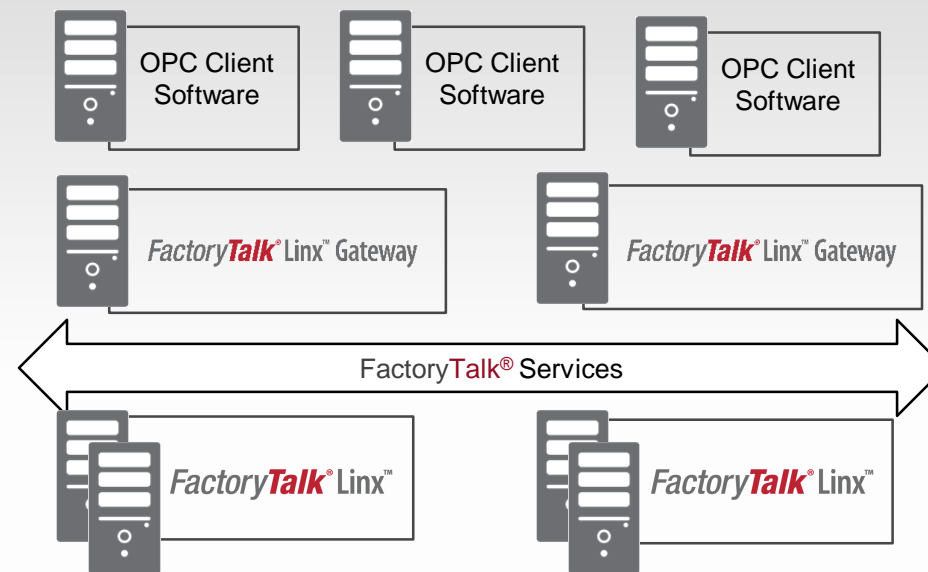 OPC Client
Software
OPC Client
Software
OPC Client
Software
FactoryTalk® Linx™ Gateway
FactoryTalk® Linx™ Gateway
FactoryTalk® Services
FactoryTalk® Linx™
FactoryTalk® Linx™